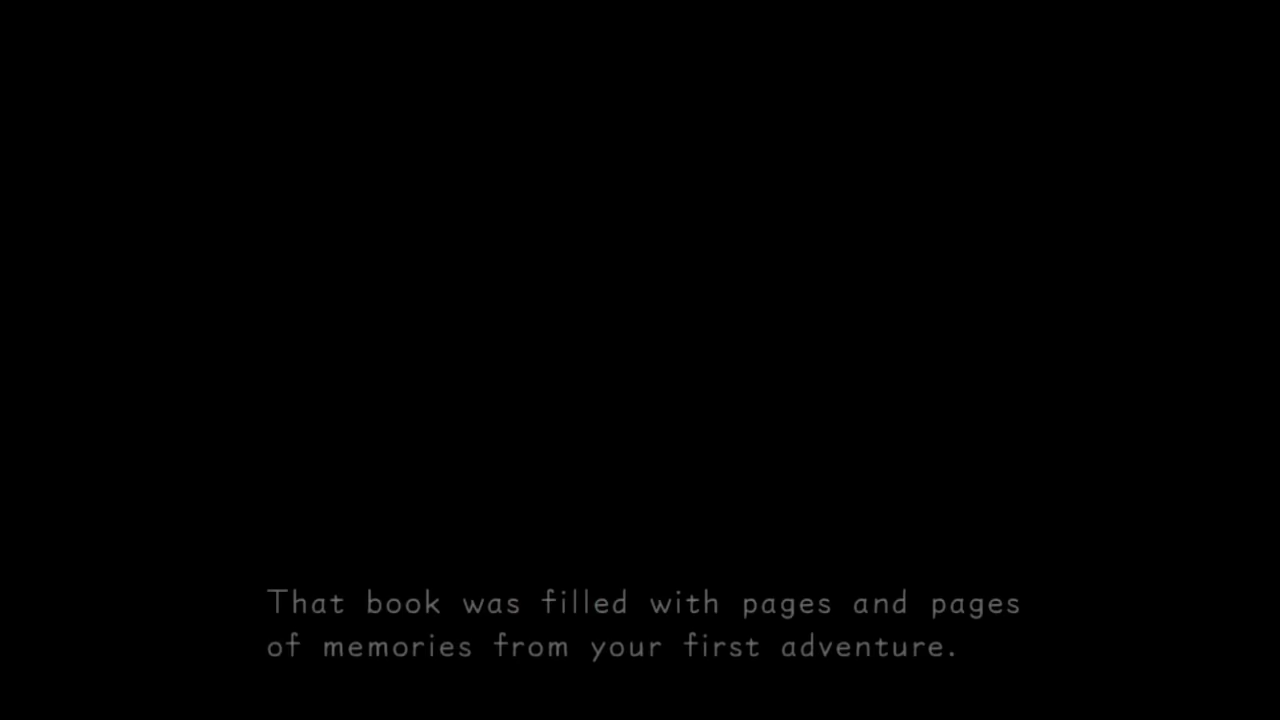 That book was filled with pages and pages
of memories from your first adventure.